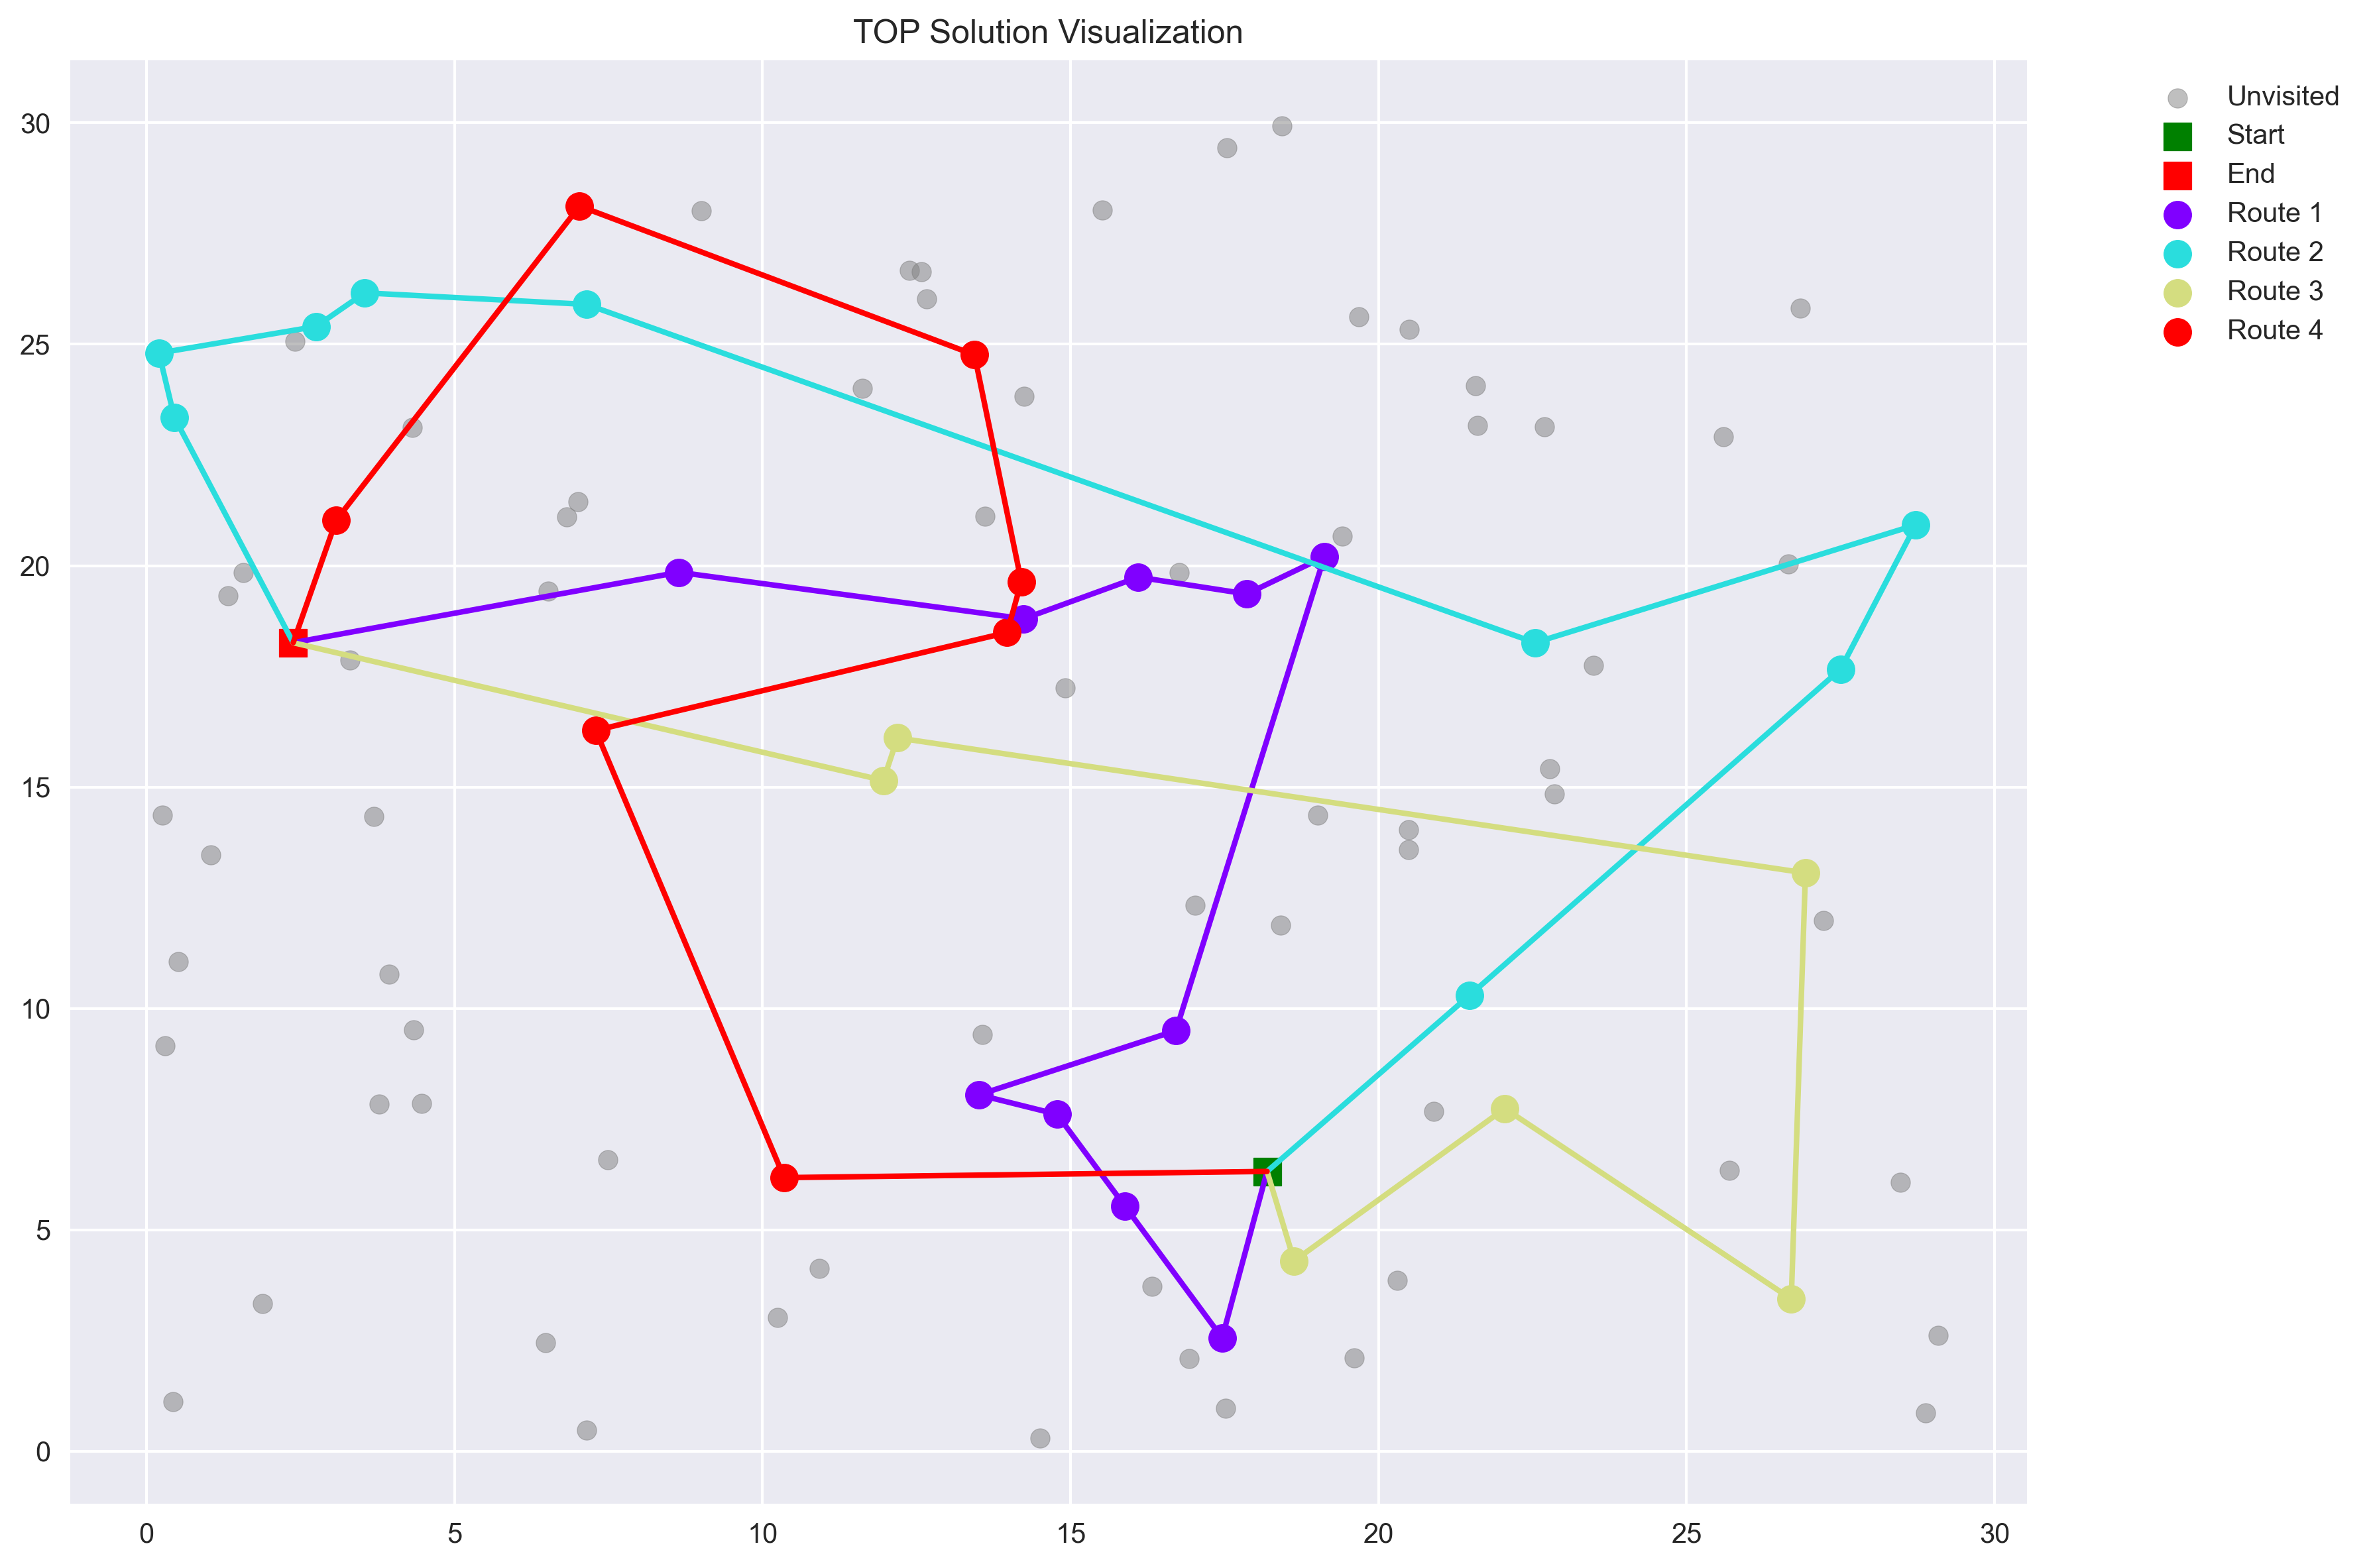 TOP Solution Visualization
30
25
20
15
10
5
0
0 5 10 15 20 25 30
Unvisited
Start
End
Route 1
Route 2
Route 3
Route 4